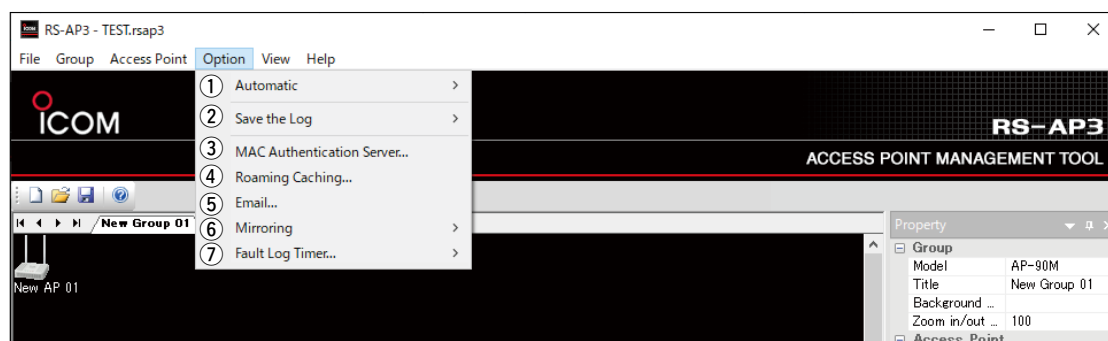 icom RS-AP3 - TEST.rsap3
File Group Access Point Option View Help
① Automatic >
② Save the Log >
③ MAC Authentication Server...
④ Roaming Caching...
⑤ Email...
⑥ Mirroring >
⑦ Fault Log Timer... >
ICOM
RS-AP3
ACCESS POINT MANAGEMENT TOOL
New Group 01
New AP 01
Property
Group
Model AP-90M
Title New Group 01
Background ...
Zoom in/out ... 100
Access Point